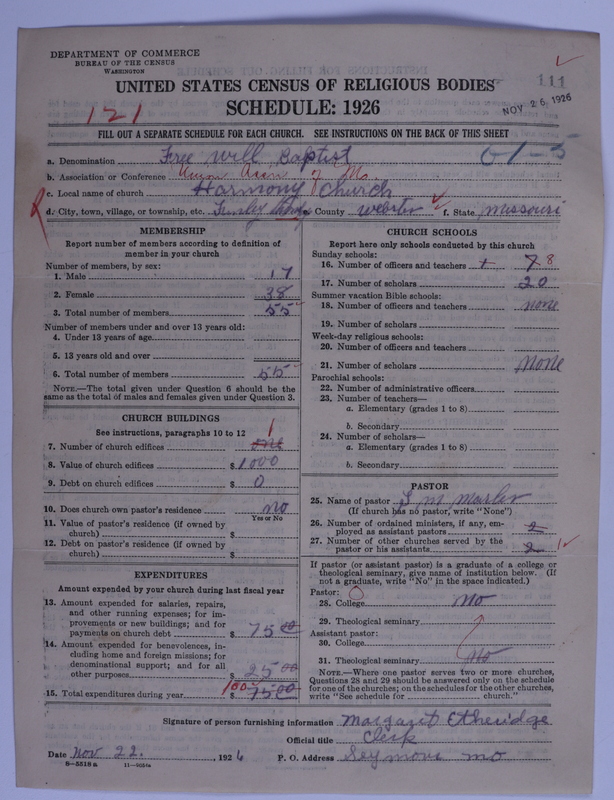 DEPARTMENT OF COMMERCE
BUREAU OF THE CENSUS
WASHINGTON
111
UNITED STATES CENSUS OF RELIGIOUS BODIES
NOV 26, 1926
SCHEDULE: 1926
121
FILL OUT A SEPARATE SCHEDULE FOR EACH CHURCH. SEE INSTRUCTIONS ON THE BACK OF THIS SHEET
a. Denomination Free Will Baptist 01-5
b. Association or Conference Union Assn of Mo.
c. Local name of church Harmony Church
d. City, town, village, or township, etc. Finley County Webster f. State Missouri
MEMBERSHIP
Report number of members according to definition of
member in your church
Number of members, by sex:
1. Male 17
2. Female 38
3. Total number of members 55
Number of members under and over 13 years old:
4. Under 13 years of age
5. 13 years old and over
6. Total number of members 55
NOTE.—The total given under Question 6 should be the
same as the total of males and females given under Question 3.
CHURCH BUILDINGS
See instructions, paragraphs 10 to 12 1
7. Number of church edifices one
8. Value of church edifices $ 1000
9. Debt on church edifices $ 0
10. Does church own pastor's residence no
Yes or No
11. Value of pastor's residence (if owned by
church) $
12. Debt on pastor's residence (if owned by
church) $
EXPENDITURES
Amount expended by your church during last fiscal year
13. Amount expended for salaries, repairs,
and other running expenses; for im-
provements or new buildings; and for
payments on church debt $ 75 00
14. Amount expended for benevolences, in-
cluding home and foreign missions; for
denominational support; and for all
other purposes $ 25 00
15. Total expenditures during year $ 100 75 00
CHURCH SCHOOLS
Report here only schools conducted by this church
Sunday schools:
16. Number of officers and teachers 7 8
17. Number of scholars 20
Summer vacation Bible schools:
18. Number of officers and teachers none
19. Number of scholars
Week-day religious schools:
20. Number of officers and teachers
21. Number of scholars None
Parochial schools:
22. Number of administrative officers
23. Number of teachers—
a. Elementary (grades 1 to 8)
b. Secondary
24. Number of scholars—
a. Elementary (grades 1 to 8)
b. Secondary
PASTOR
25. Name of pastor S M Marler
(If church has no pastor, write "None")
26. Number of ordained ministers, if any, em-
ployed as assistant pastors 2
27. Number of other churches served by the
pastor or his assistants 2
If pastor (or assistant pastor) is a graduate of a college or
theological seminary, give name of institution below. (If
not a graduate, write "No" in the space indicated.)
Pastor:
28. College No
29. Theological seminary
Assistant pastor:
30. College
31. Theological seminary No
NOTE.—Where one pastor serves two or more churches,
Questions 28 and 29 should be answered only on the schedule
for one of the churches; on the schedules for the other churches,
write "See schedule for church."
Signature of person furnishing information Margaret Etheridge
Official title Clerk
Date Nov 22. , 1926 P. O. Address Seymore Mo
8-5518a 11-3054a